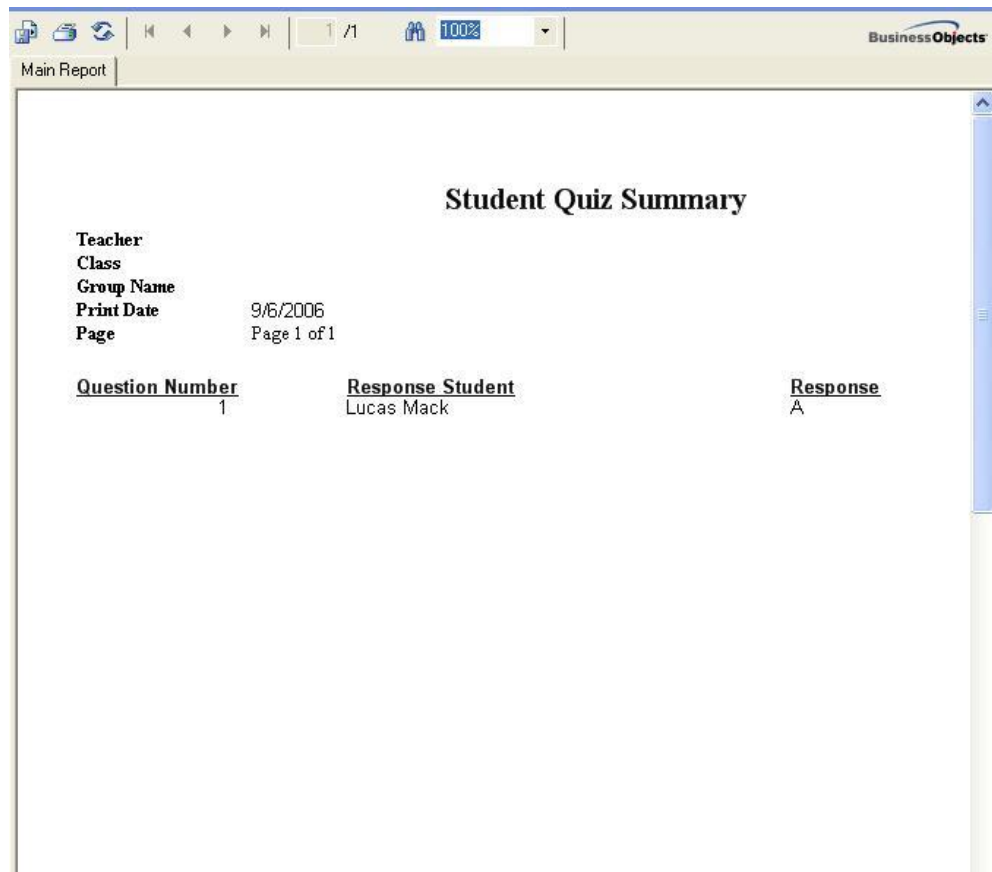 1 /1 100% BusinessObjects
Main Report
Student Quiz Summary
Teacher
Class
Group Name
Print Date 9/6/2006
Page Page 1 of 1
Question Number Response Student Response
1 Lucas Mack A